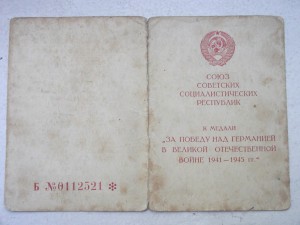 Б №0112521 ✻
СОЮЗ
СОВЕТСКИХ
СОЦИАЛИСТИЧЕСКИХ
РЕСПУБЛИК
К МЕДАЛИ
„ЗА ПОБЕДУ НАД ГЕРМАНИЕЙ
В ВЕЛИКОЙ ОТЕЧЕСТВЕННОЙ
ВОЙНЕ 1941—1945 гг."